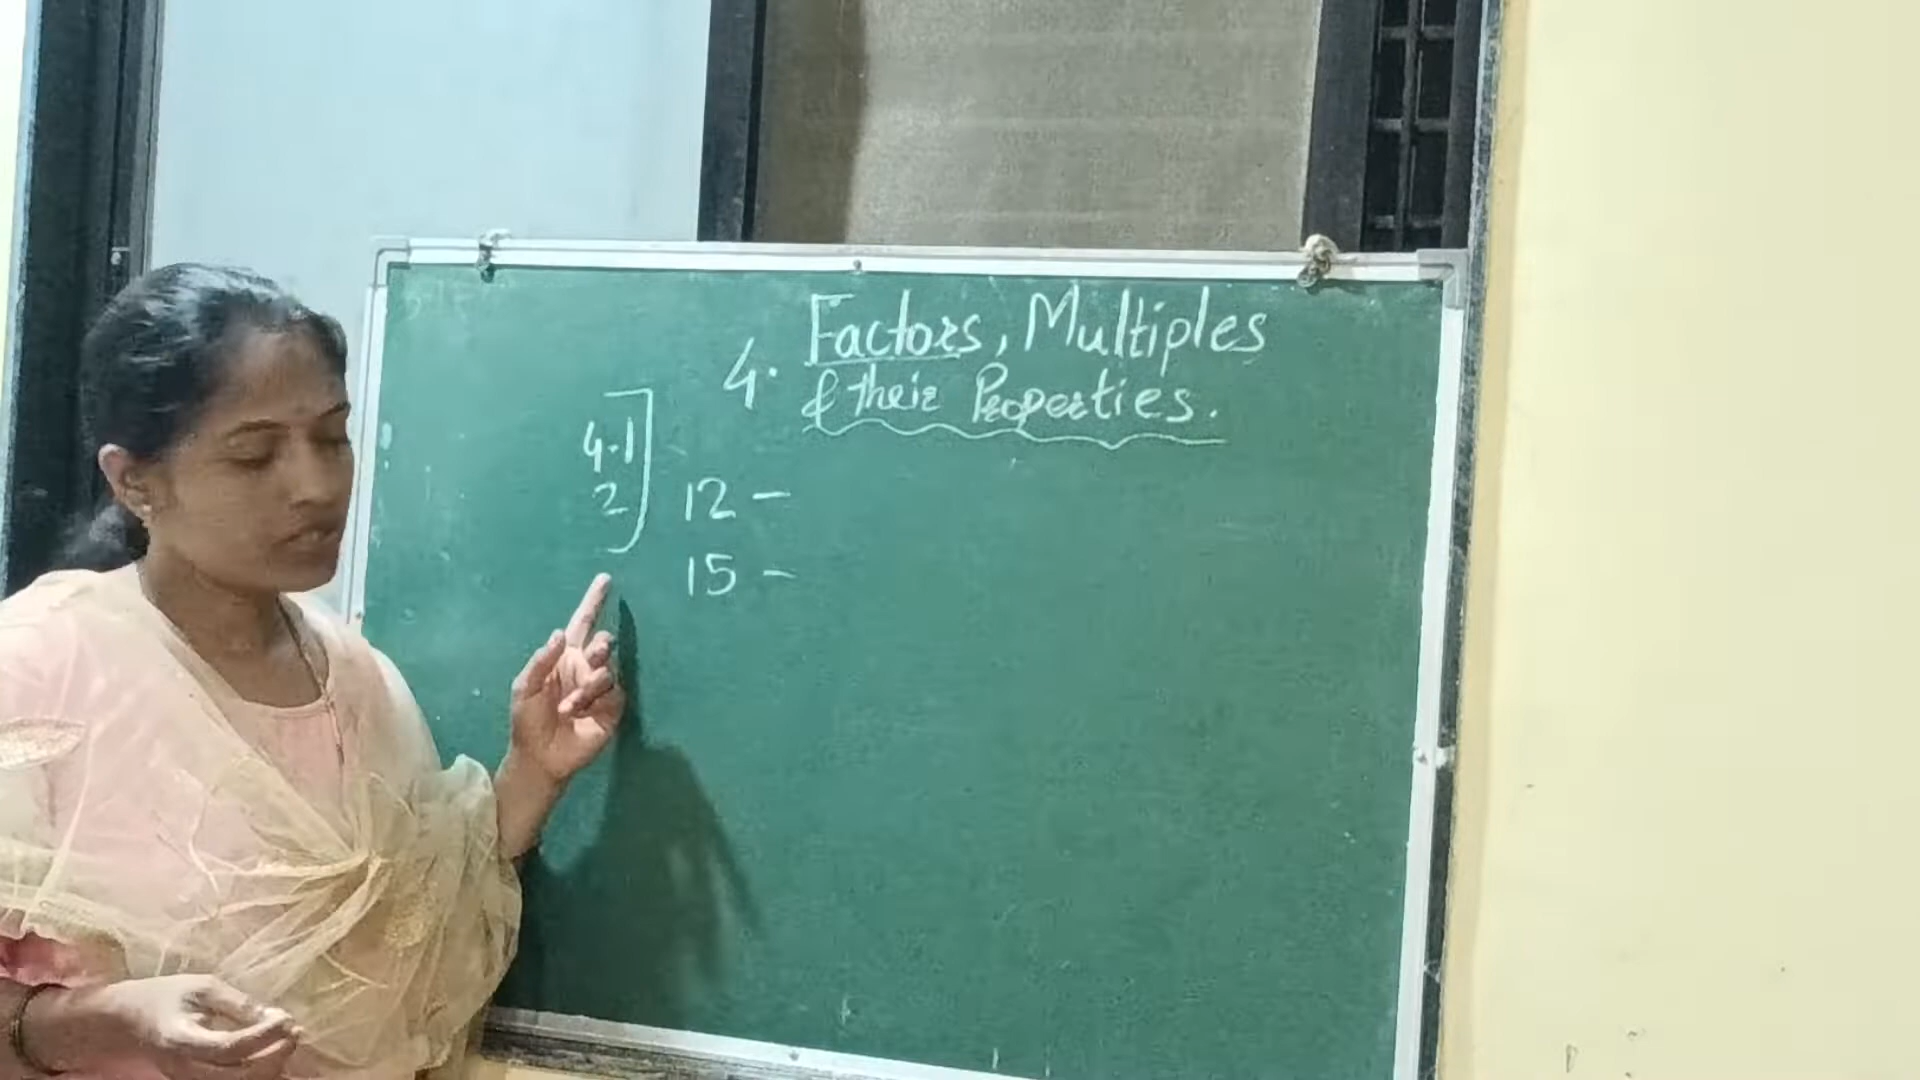 4. Factors, Multiples
& their Properties.
4.1
2
12 –
15 –